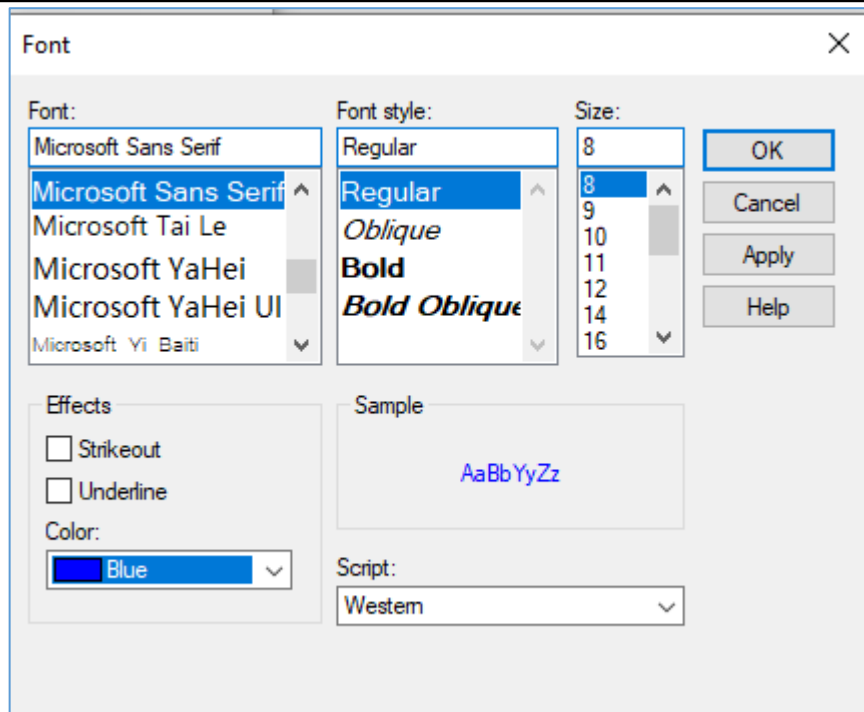 Font
Font:
Font style:
Size:
Microsoft Sans Serif
Regular
8
OK
Microsoft Sans Serif
Regular
8
Cancel
Microsoft Tai Le
Oblique
9
10
Apply
Microsoft YaHei
Bold
11
12
Microsoft YaHei UI
Bold Oblique
14
Help
Microsoft Yi Baiti
16
Effects
Sample
Strikeout
AaBbYyZz
Underline
Color:
Blue
Script:
Western